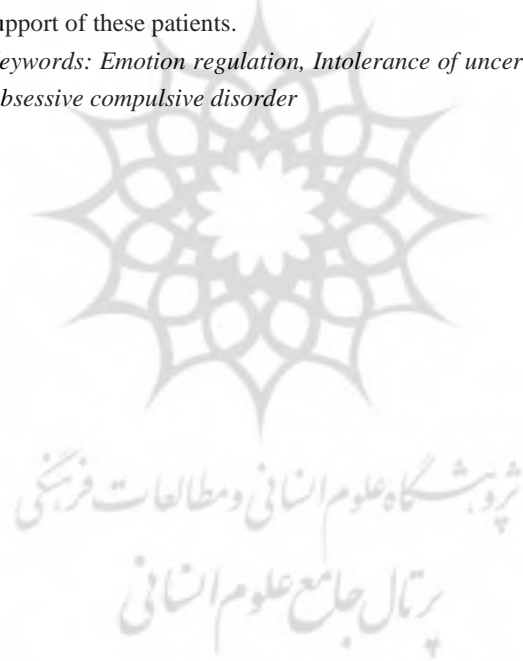 upport of these patients.
eywords: Emotion regulation, Intolerance of uncer
bsessive compulsive disorder
پژوهشگاه علوم انسانی و مطالعات فرهنگی
پرتال جامع علوم انسانی